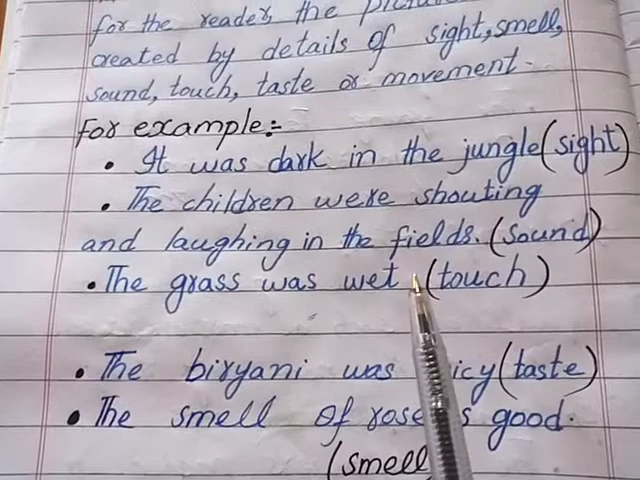 for the reader, the
created by details of sight, smell,
sound, touch, taste or movement.
For example:-
• It was dark in the jungle (sight)
• The children were shouting
and laughing in the fields. (sound)
• The grass was wet (touch)
• The biryani was icy (taste)
• The smell of rose s good.
(smell